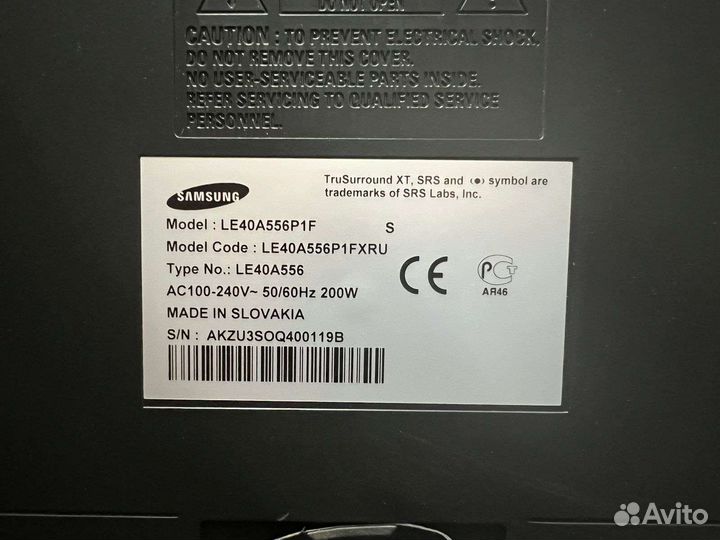 DO NOT OPEN
CAUTION : TO PREVENT ELECTRICAL SHOCK,
DO NOT REMOVE THIS COVER.
NO USER-SERVICEABLE PARTS INSIDE.
REFER SERVICING TO QUALIFIED SERVICE
PERSONNEL.
SAMSUNG
TruSurround XT, SRS and (●) symbol are
trademarks of SRS Labs, Inc.
Model : LE40A556P1F S
Model Code : LE40A556P1FXRU
Type No.: LE40A556
AC100-240V~ 50/60Hz 200W
MADE IN SLOVAKIA
S/N : AKZU3SOQ400119B
CE
РСТ
АЯ46
Avito